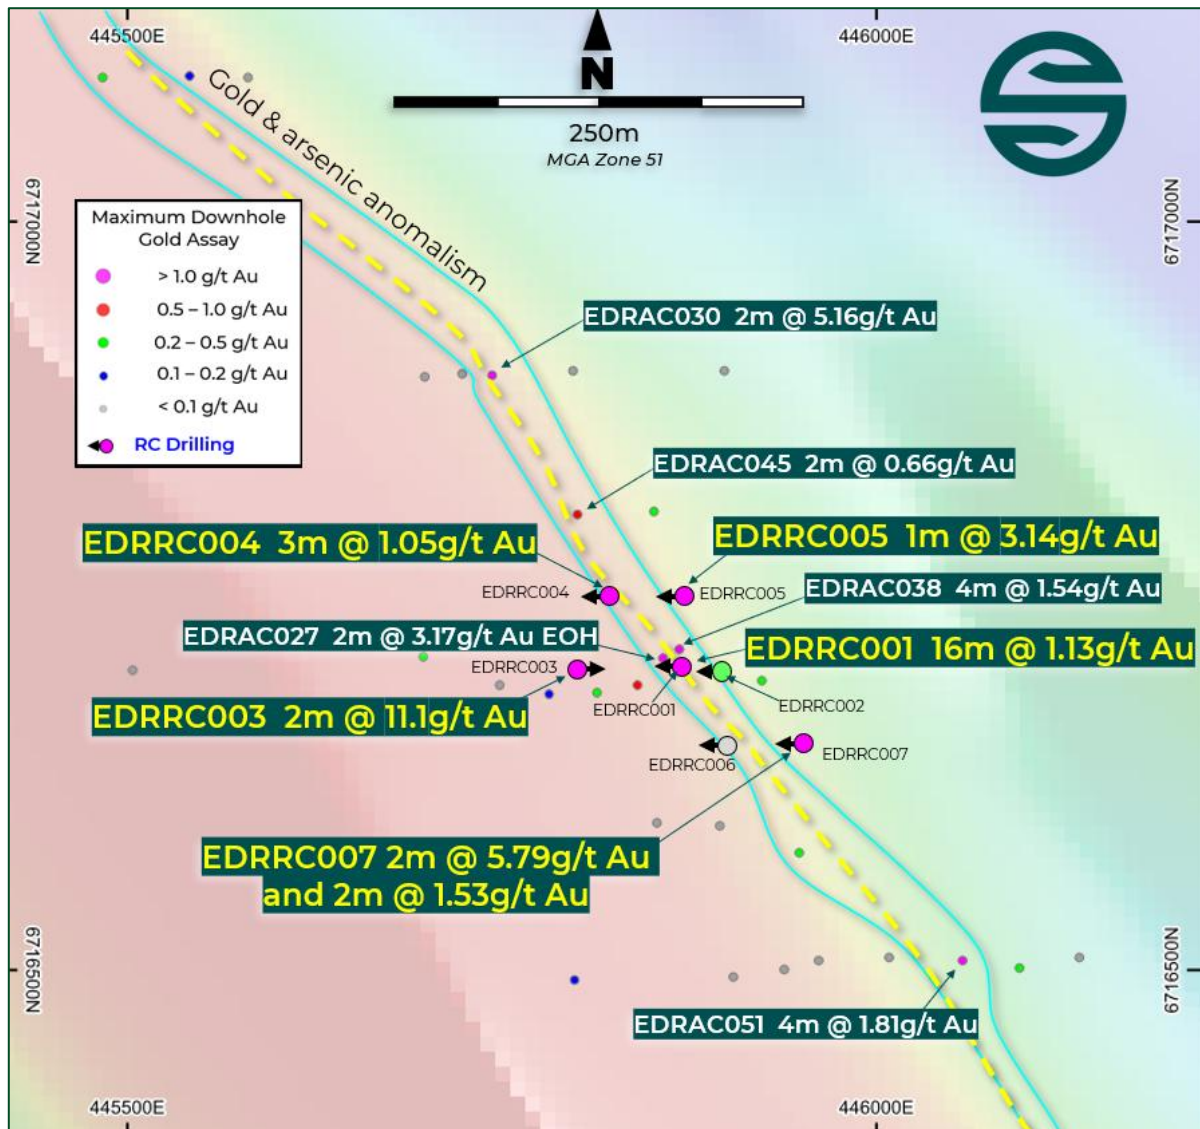 445500E
446000E
N
250m
MGA Zone 51
Gold & arsenic anomalism
6717000N
6717000N
Maximum Downhole
Gold Assay
> 1.0 g/t Au
0.5 – 1.0 g/t Au
0.2 – 0.5 g/t Au
0.1 – 0.2 g/t Au
< 0.1 g/t Au
RC Drilling
EDRAC030 2m @ 5.16g/t Au
EDRAC045 2m @ 0.66g/t Au
EDRRC004 3m @ 1.05g/t Au
EDRRC005 1m @ 3.14g/t Au
EDRRC004
EDRRC005
EDRAC038 4m @ 1.54g/t Au
EDRAC027 2m @ 3.17g/t Au EOH
EDRRC001 16m @ 1.13g/t Au
EDRRC003
EDRRC003 2m @ 11.1g/t Au
EDRRC001
EDRRC002
EDRRC006
EDRRC007
EDRRC007 2m @ 5.79g/t Au
and 2m @ 1.53g/t Au
6716500N
6716500N
EDRAC051 4m @ 1.81g/t Au
445500E
446000E